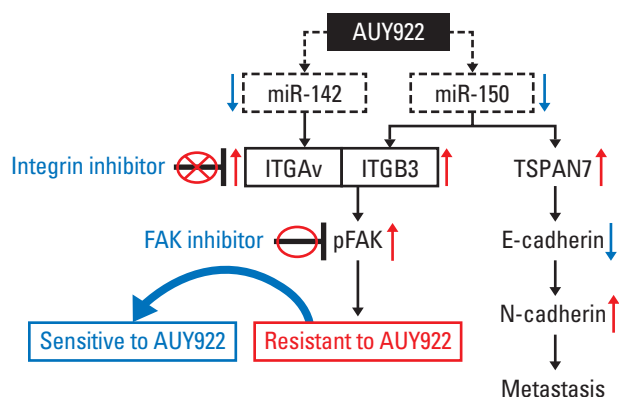 AUY922
miR-142
miR-150
Integrin inhibitor
ITGAv
ITGB3
TSPAN7
FAK inhibitor
pFAK
E-cadherin
N-cadherin
Sensitive to AUY922
Resistant to AUY922
Metastasis